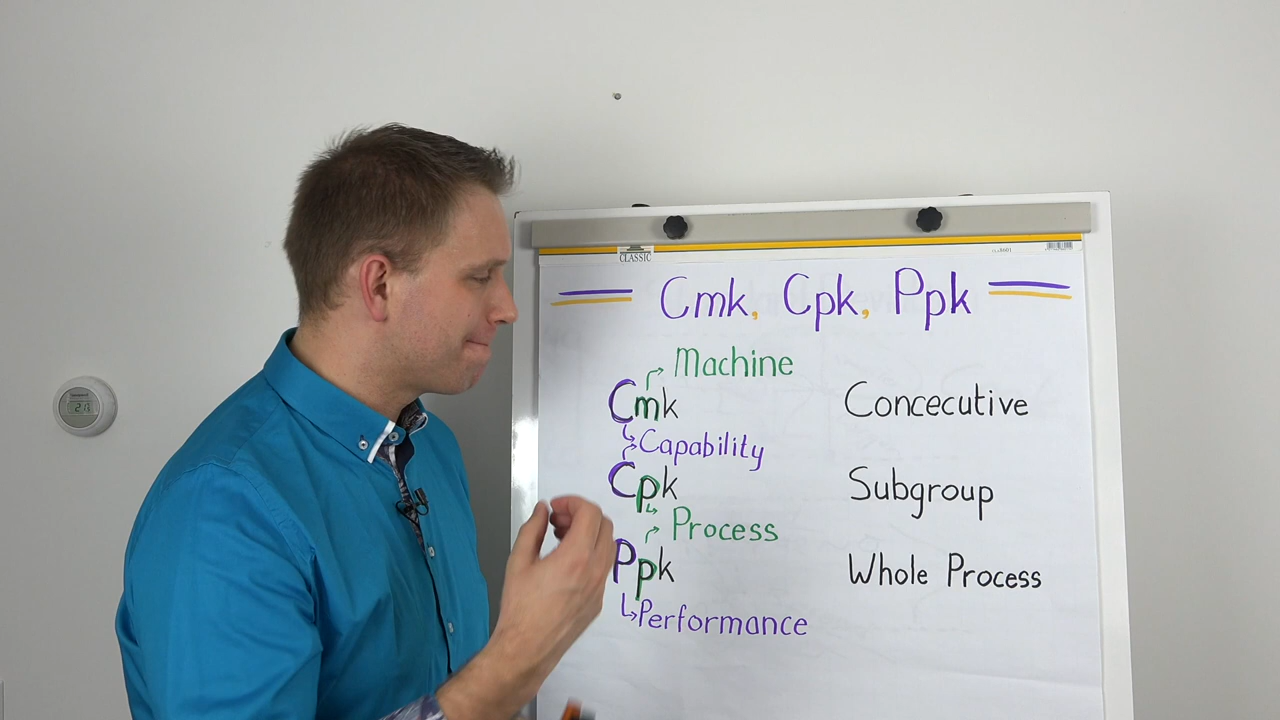 CLASSIC
Cmk, Cpk, Ppk
Machine
Cmk Concecutive
Capability
Cpk Subgroup
Process
Ppk Whole Process
Performance